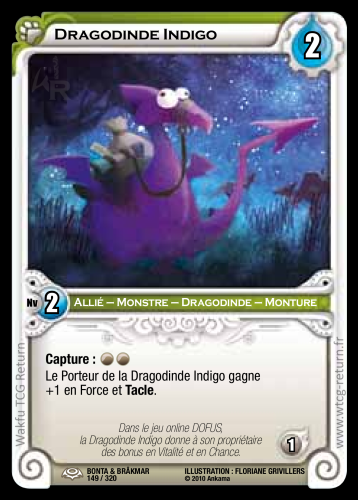 DRAGODINDE INDIGO
2
Nv 2
ALLIÉ – MONSTRE – DRAGODINDE – MONTURE
Capture :
Le Porteur de la Dragodinde Indigo gagne
+1 en Force et Tacle.
Dans le jeu online DOFUS,
la Dragodinde Indigo donne à son propriétaire
des bonus en Vitalité et en Chance.
1
BONTA & BRÂKMAR
149 / 320
ILLUSTRATION : FLORIANE GRIVILLERS
© 2010 Ankama
Wakfu TCG Return
www.wtcg-return.fr